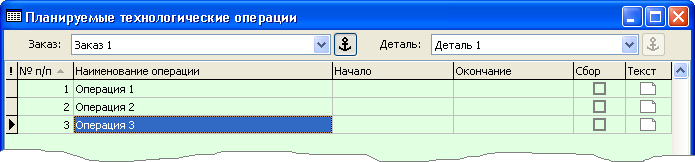 Планируемые технологические операции
Заказ: Заказ 1 Деталь: Деталь 1
! № п/п Наименование операции Начало Окончание Сбор Текст
1 Операция 1
2 Операция 2
3 Операция 3